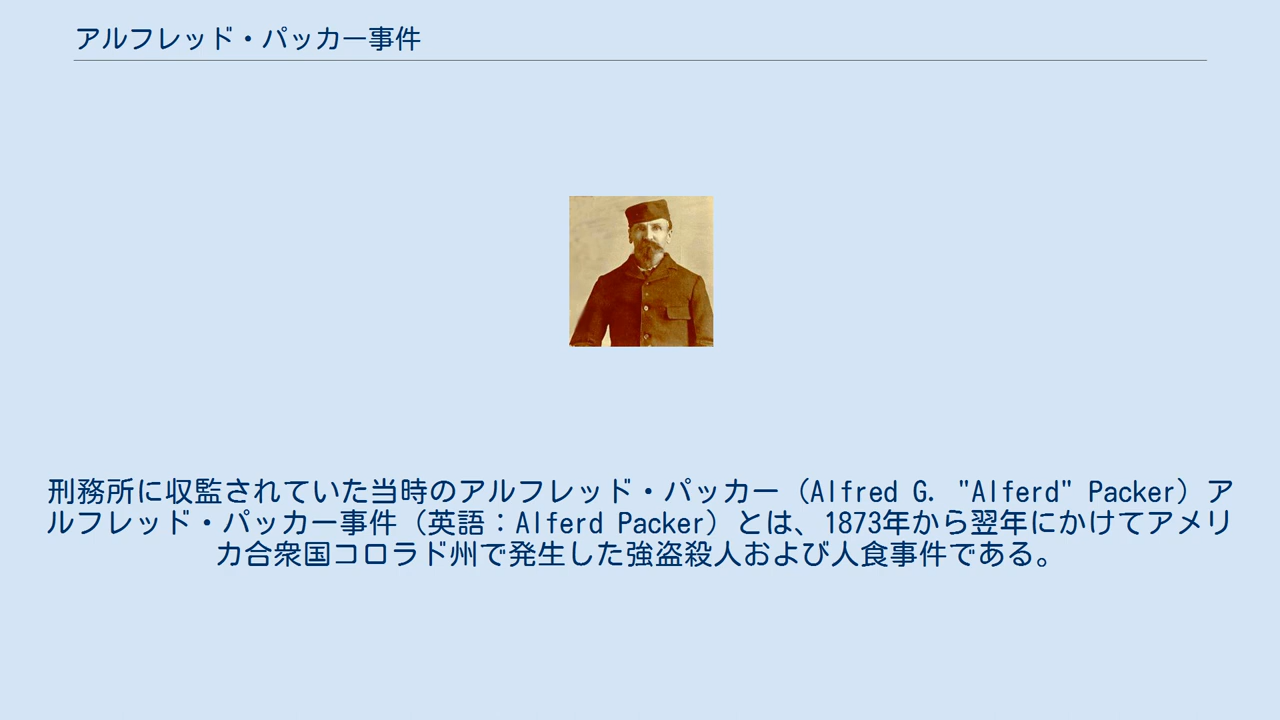 アルフレッド・パッカー事件
刑務所に収監されていた当時のアルフレッド・パッカー（Alfred G. "Alferd" Packer）ア
ルフレッド・パッカー事件（英語：Alferd Packer）とは、1873年から翌年にかけてアメリ
カ合衆国コロラド州で発生した強盗殺人および人食事件である。